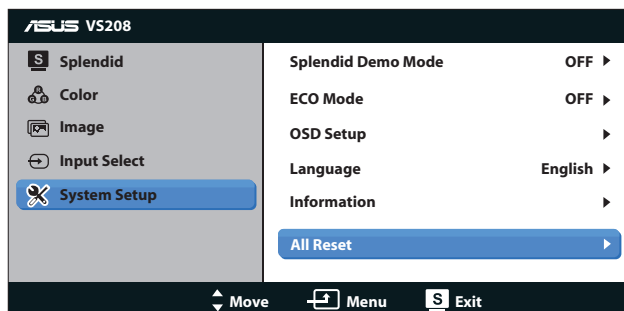 ASUS VS208
S Splendid
R G B Color
Image
Input Select
System Setup
Splendid Demo Mode OFF
ECO Mode OFF
OSD Setup
Language English
Information
All Reset
Move Menu S Exit